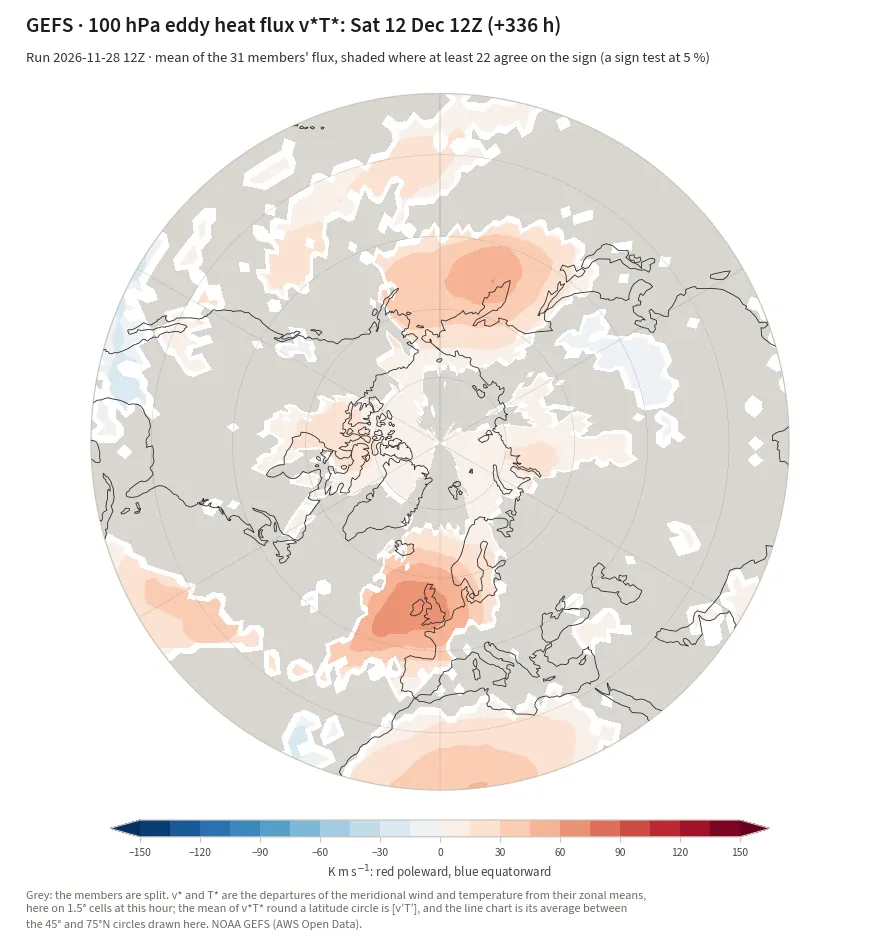 GEFS · 100 hPa eddy heat flux v*T*: Sat 12 Dec 12Z (+336 h)
Run 2026-11-28 12Z · mean of the 31 members' flux, shaded where at least 22 agree on the sign (a sign test at 5 %)
−150 −120 −90 −60 −30 0 30 60 90 120 150
K m s⁻¹: red poleward, blue equatorward
Grey: the members are split. v* and T* are the departures of the meridional wind and temperature from their zonal means,
here on 1.5° cells at this hour; the mean of v*T* round a latitude circle is [v'T'], and the line chart is its average between
the 45° and 75°N circles drawn here. NOAA GEFS (AWS Open Data).